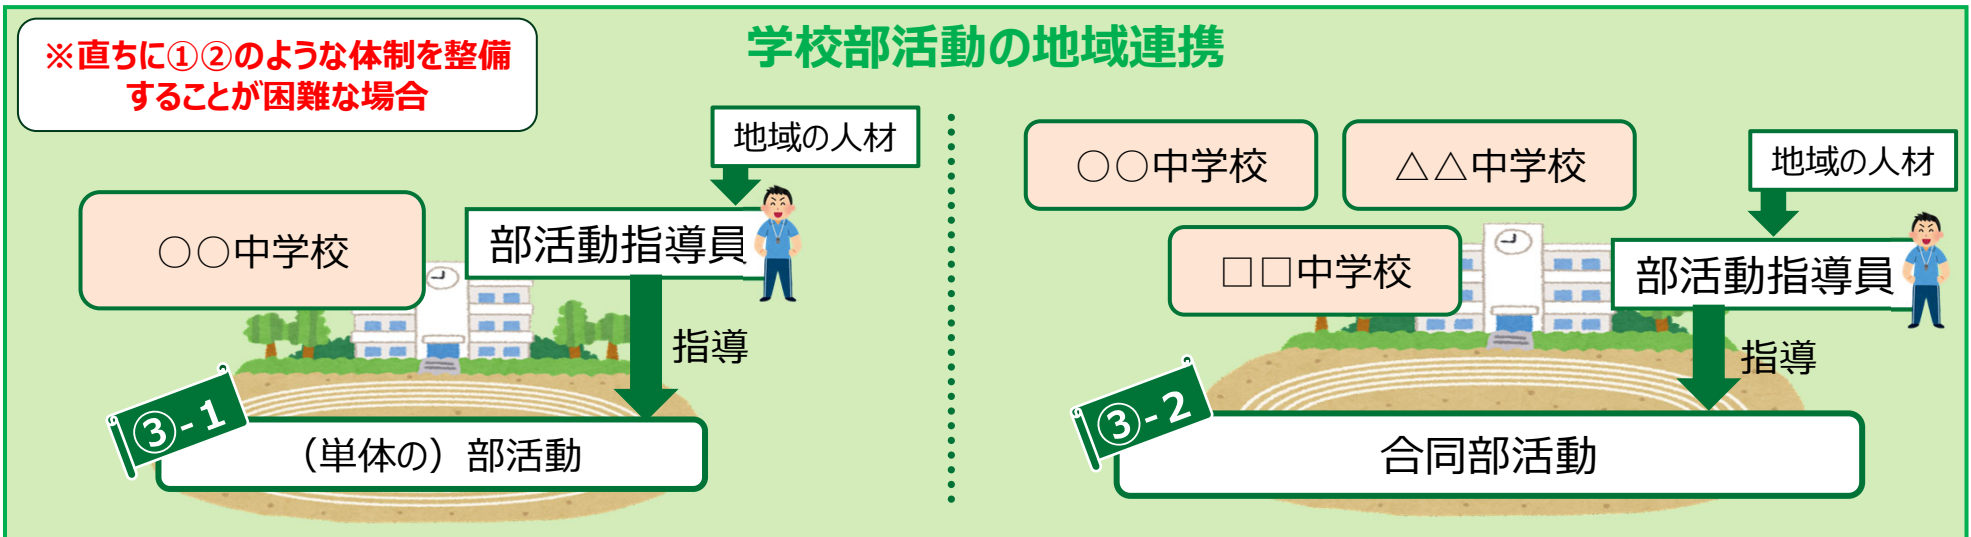 ※直ちに①②のような体制を整備
することが困難な場合
学校部活動の地域連携
地域の人材
○○中学校
部活動指導員
指導
③-1
（単体の）部活動
○○中学校
△△中学校
地域の人材
□□中学校
部活動指導員
指導
③-2
合同部活動